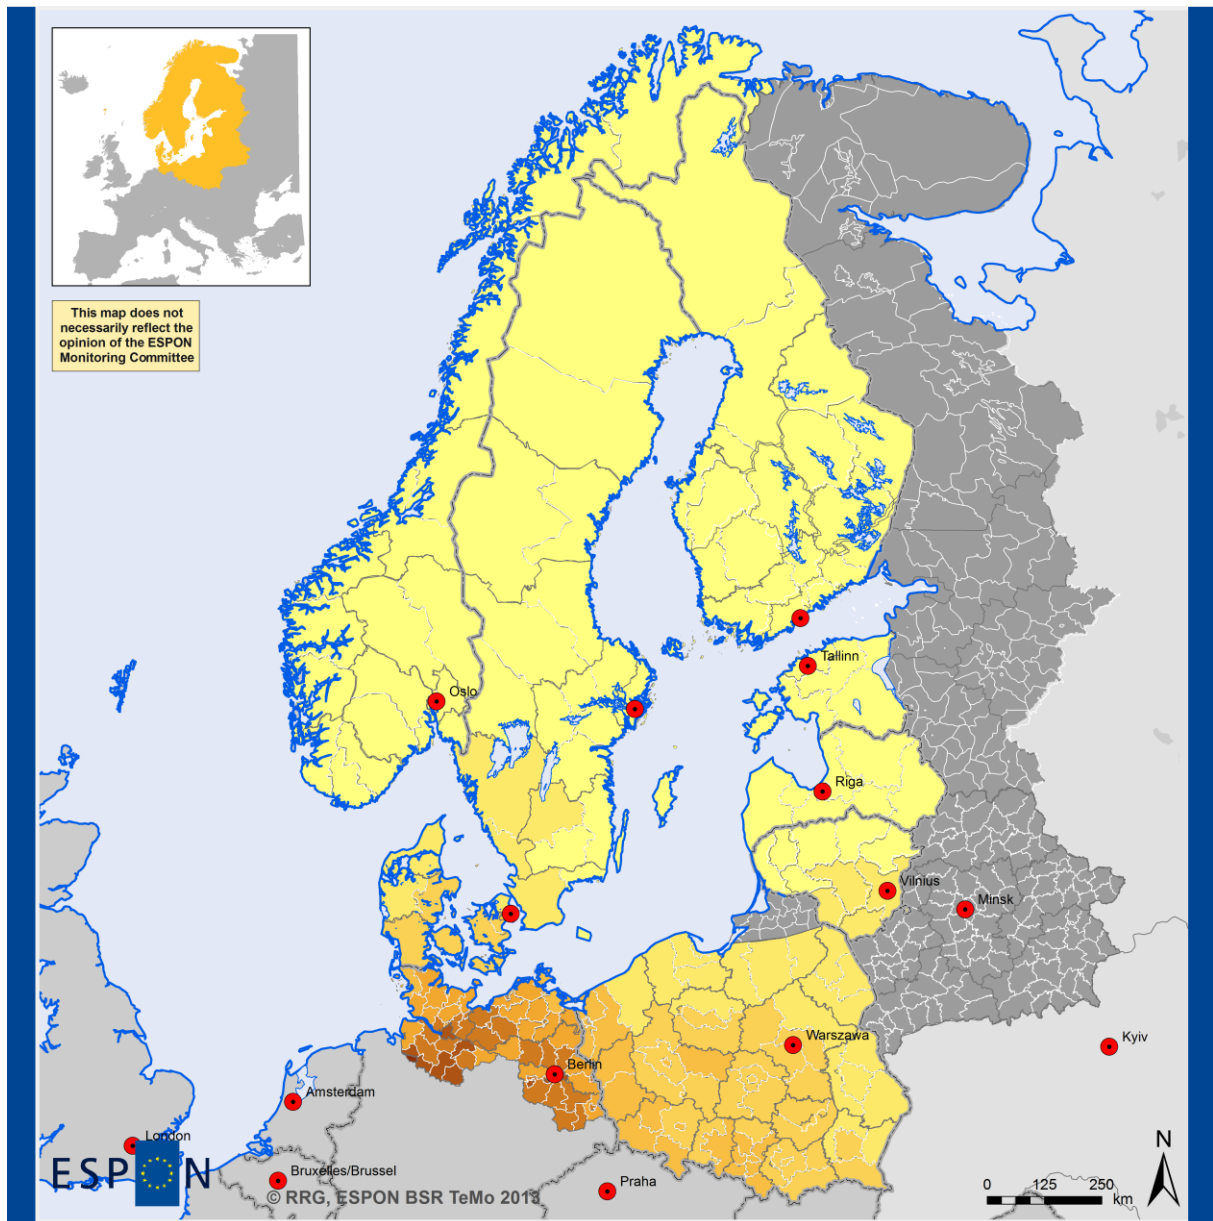 This map does not
necessarily reflect the
opinion of the ESPON
Monitoring Committee
Oslo
Tallinn
Riga
Vilnius
Minsk
Warszawa
Kyiv
Berlin
Amsterdam
London
Bruxelles/Brussel
Praha
ESPON
© RRG, ESPON BSR TeMo 2013
N
0 125 250
km